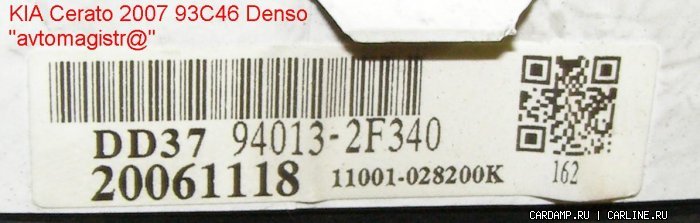 KIA Cerato 2007 93C46 Denso
"avtomagistr@"
DD37 94013-2F340
20061118 11001-028200K
162
CARDAMP.RU | CARLINE.RU